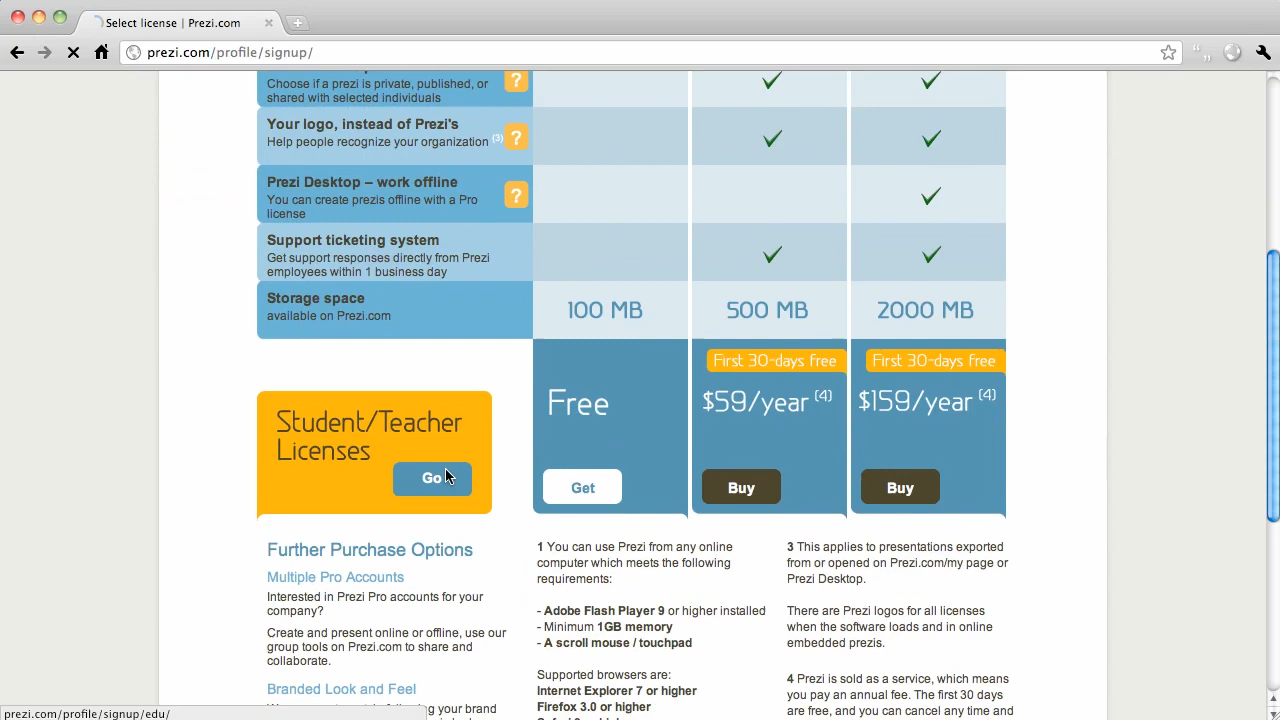 Select license | Prezi.com
prezi.com/profile/signup/
Choose if a prezi is private, published, or
shared with selected individuals
?
Your logo, instead of Prezi's
Help people recognize your organization (3)
?
Prezi Desktop – work offline
You can create prezis offline with a Pro
license
?
Support ticketing system
Get support responses directly from Prezi
employees within 1 business day
Storage space
available on Prezi.com
100 MB
500 MB
2000 MB
First 30-days free
First 30-days free
Free
$59/year (4)
$159/year (4)
Student/Teacher
Licenses
Go
Get
Buy
Buy
Further Purchase Options
Multiple Pro Accounts
Interested in Prezi Pro accounts for your
company?
Create and present online or offline, use our
group tools on Prezi.com to share and
collaborate.
Branded Look and Feel
1 You can use Prezi from any online
computer which meets the following
requirements:
- Adobe Flash Player 9 or higher installed
- Minimum 1GB memory
- A scroll mouse / touchpad
Supported browsers are:
Internet Explorer 7 or higher
Firefox 3.0 or higher
3 This applies to presentations exported
from or opened on Prezi.com/my page or
Prezi Desktop.
There are Prezi logos for all licenses
when the software loads and in online
embedded prezis.
4 Prezi is sold as a service, which means
you pay an annual fee. The first 30 days
are free, and you can cancel any time and
prezi.com/profile/signup/edu/